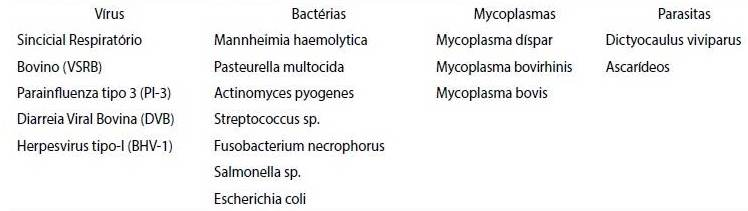 Vírus Bactérias Mycoplasmas Parasitas
Sincicial Respiratório Mannheimia haemolytica Mycoplasma díspar Dictyocaulus viviparus
Bovino (VSRB) Pasteurella multocida Mycoplasma bovirhinis Ascarídeos
Parainfluenza tipo 3 (PI-3) Actinomyces pyogenes Mycoplasma bovis
Diarreia Viral Bovina (DVB) Streptococcus sp.
Herpesvirus tipo-I (BHV-1) Fusobacterium necrophorus
Salmonella sp.
Escherichia coli